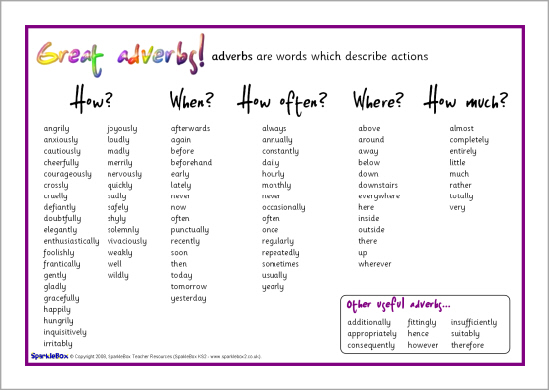 Great adverbs!
adverbs are words which describe actions
How?
angrily
anxiously
cautiously
cheerfully
courageously
crossly
cruelly
defiantly
doubtfully
elegantly
enthusiastically
foolishly
frantically
gently
gladly
gracefully
happily
hungrily
inquisitively
irritably
joyously
loudly
madly
merrily
nervously
quickly
sadly
safely
shyly
solemnly
vivaciously
weakly
well
wildly
When?
afterwards
again
before
beforehand
early
lately
never
now
often
punctually
recently
soon
then
today
tomorrow
yesterday
How often?
always
annually
constantly
daily
hourly
monthly
never
occasionally
often
once
regularly
repeatedly
sometimes
usually
yearly
Where?
above
around
away
below
down
downstairs
everywhere
here
inside
outside
there
up
wherever
How much?
almost
completely
entirely
little
much
rather
totally
very
Other useful adverbs...
additionally fittingly insufficiently
appropriately hence suitably
consequently however therefore
SparkleBox © Copyright 2008, SparkleBox Teacher Resources (SparkleBox KS2 - www.sparklebox2.co.uk).